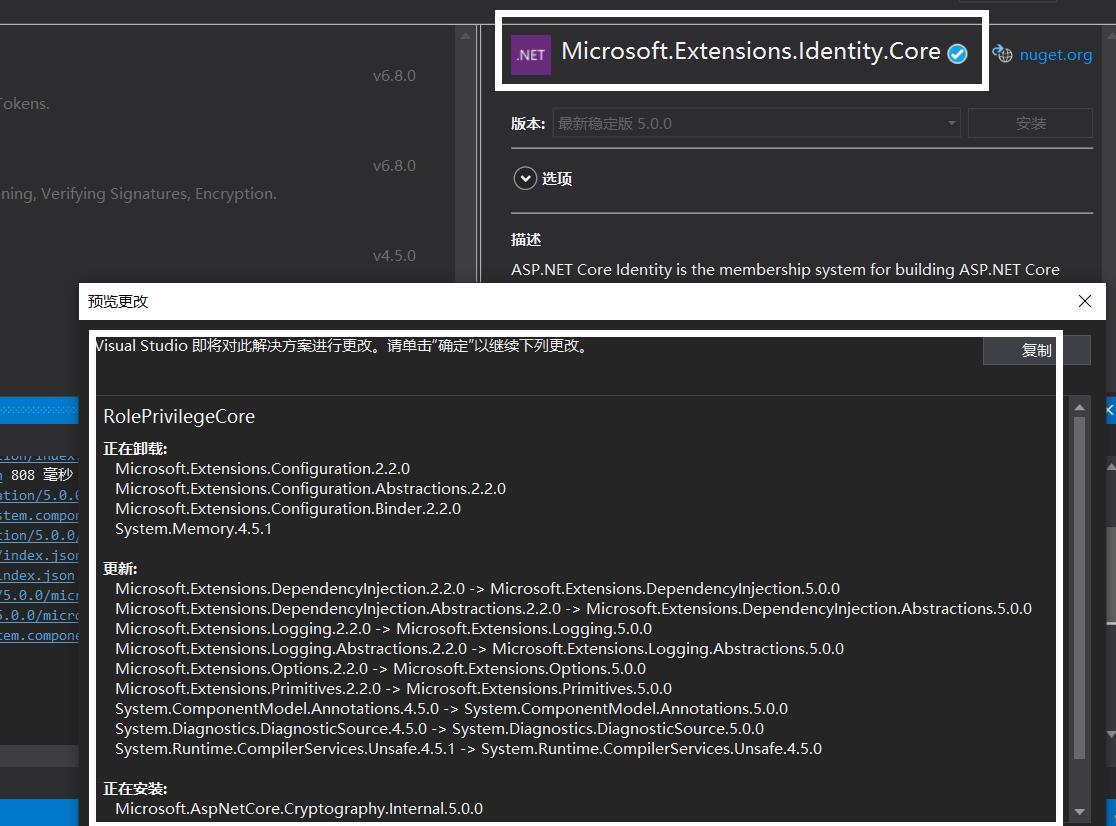 .NET Microsoft.Extensions.Identity.Core
nuget.org
v6.8.0
Tokens.
版本: 最新稳定版 5.0.0 安装
v6.8.0
选项
ning, Verifying Signatures, Encryption.
描述
v4.5.0
ASP.NET Core Identity is the membership system for building ASP.NET Core
预览更改
Visual Studio 即将对此解决方案进行更改。请单击"确定"以继续下列更改。
复制
RolePrivilegeCore
正在卸载:
Microsoft.Extensions.Configuration.2.2.0
Microsoft.Extensions.Configuration.Abstractions.2.2.0
Microsoft.Extensions.Configuration.Binder.2.2.0
System.Memory.4.5.1
更新:
Microsoft.Extensions.DependencyInjection.2.2.0 -> Microsoft.Extensions.DependencyInjection.5.0.0
Microsoft.Extensions.DependencyInjection.Abstractions.2.2.0 -> Microsoft.Extensions.DependencyInjection.Abstractions.5.0.0
Microsoft.Extensions.Logging.2.2.0 -> Microsoft.Extensions.Logging.5.0.0
Microsoft.Extensions.Logging.Abstractions.2.2.0 -> Microsoft.Extensions.Logging.Abstractions.5.0.0
Microsoft.Extensions.Options.2.2.0 -> Microsoft.Extensions.Options.5.0.0
Microsoft.Extensions.Primitives.2.2.0 -> Microsoft.Extensions.Primitives.5.0.0
System.ComponentModel.Annotations.4.5.0 -> System.ComponentModel.Annotations.5.0.0
System.Diagnostics.DiagnosticSource.4.5.0 -> System.Diagnostics.DiagnosticSource.5.0.0
System.Runtime.CompilerServices.Unsafe.4.5.1 -> System.Runtime.CompilerServices.Unsafe.4.5.0
正在安装:
Microsoft.AspNetCore.Cryptography.Internal.5.0.0
tion/index.
n 808 毫秒
ation/5.0.0
stem.compon
tion/5.0.0/
/index.json
index.json
/5.0.0/micr
5.0.0/micro
tem.compone